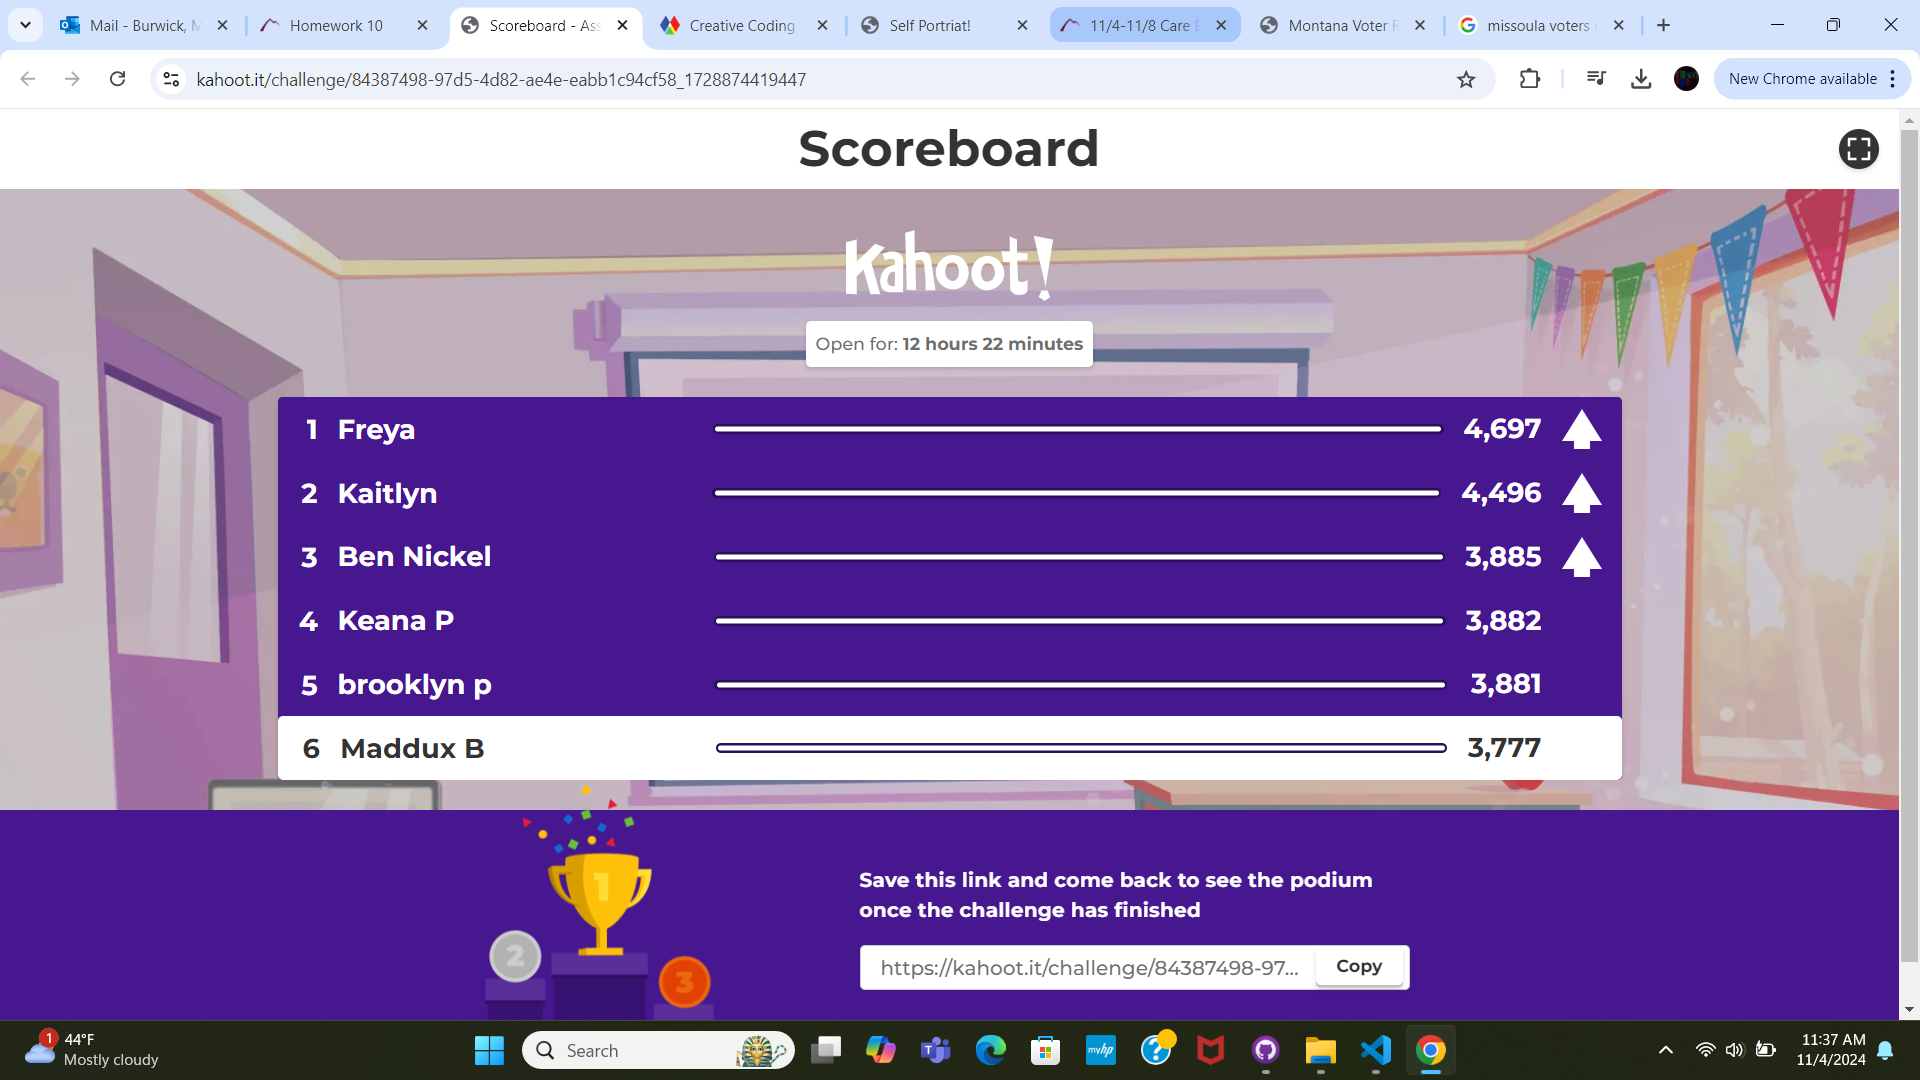 Mail - Burwick, M
Homework 10
Scoreboard - Ass
Creative Coding
Self Portriat!
11/4-11/8 Care
Montana Voter R
missoula voters
kahoot.it/challenge/84387498-97d5-4d82-ae4e-eabb1c94cf58_1728874419447
New Chrome available
Scoreboard
Kahoot!
Open for: 12 hours 22 minutes
1 Freya 4,697
2 Kaitlyn 4,496
3 Ben Nickel 3,885
4 Keana P 3,882
5 brooklyn p 3,881
6 Maddux B 3,777
1
2
3
Save this link and come back to see the podium
once the challenge has finished
https://kahoot.it/challenge/84387498-97...
Copy
1
44°F
Mostly cloudy
Search
myhp
11:37 AM
11/4/2024